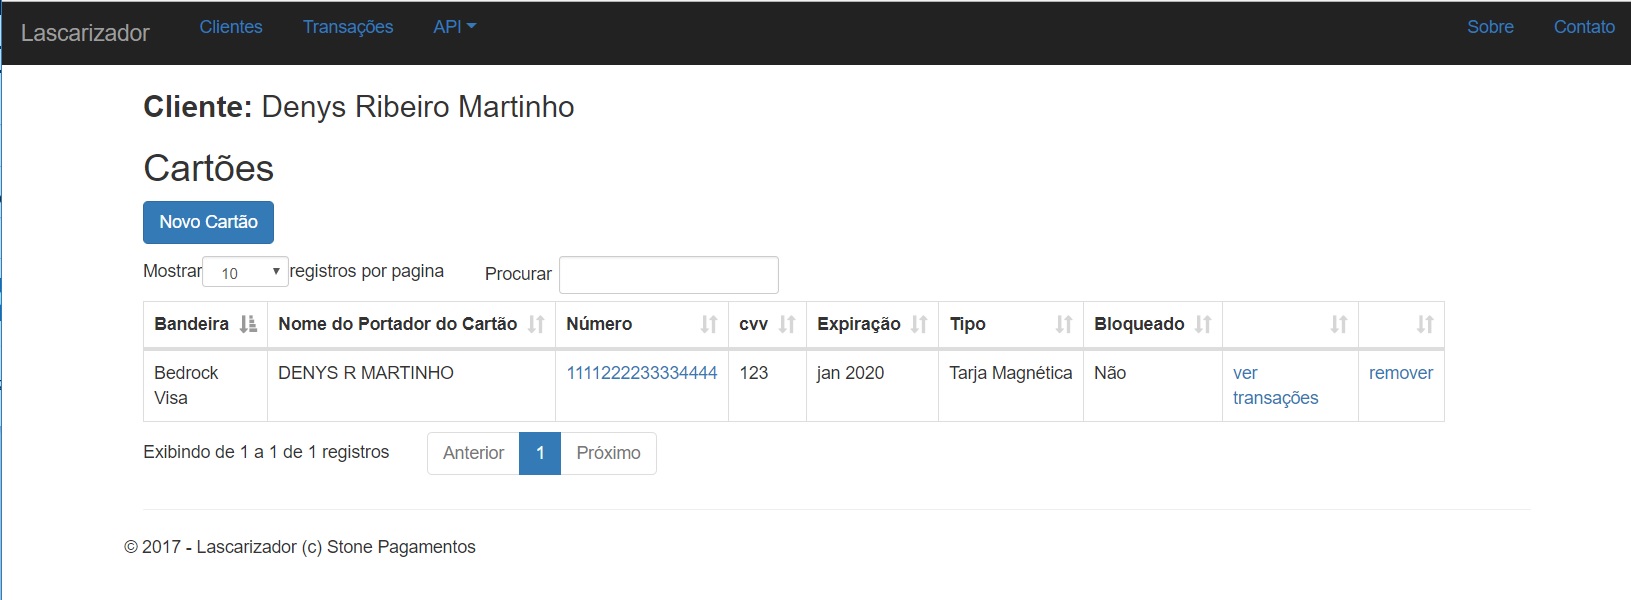 Lascarizador Clientes Transações API Sobre Contato
Cliente: Denys Ribeiro Martinho
Cartões
Novo Cartão
Mostrar 10 registros por pagina Procurar
Bandeira Nome do Portador do Cartão Número cvv Expiração Tipo Bloqueado
Bedrock Visa DENYS R MARTINHO 1111222233334444 123 jan 2020 Tarja Magnética Não ver transações remover
Exibindo de 1 a 1 de 1 registros Anterior 1 Próximo
© 2017 - Lascarizador (c) Stone Pagamentos